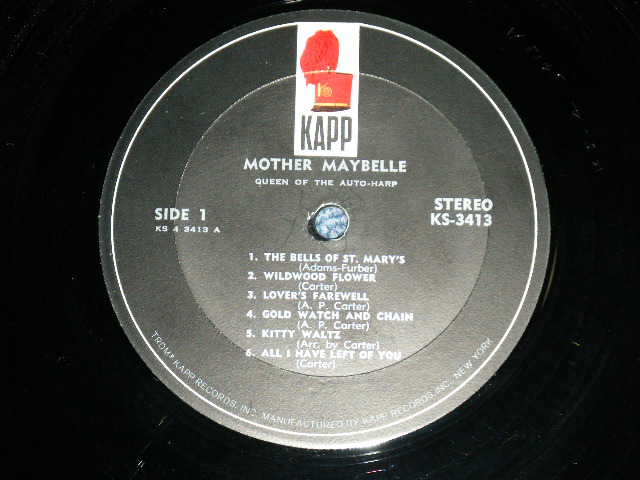 KAPP
MOTHER MAYBELLE
QUEEN OF THE AUTO-HARP
SIDE 1
KS 4 3413 A
STEREO
KS-3413
1. THE BELLS OF ST. MARY'S
(Adams-Furber)
2. WILDWOOD FLOWER
(Carter)
3. LOVER'S FAREWELL
(A. P. Carter)
4. GOLD WATCH AND CHAIN
(A. P. Carter)
5. KITTY WALTZ
(Arr. by Carter)
6. ALL I HAVE LEFT OF YOU
(Carter)
KAPP RECORDS, INC. MANUFACTURED BY KAPP RECORDS INC., NEW YORK